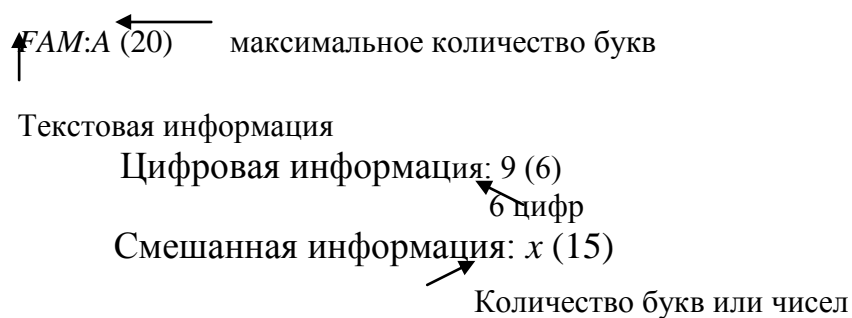 FAM:A (20) максимальное количество букв
Текстовая информация
Цифровая информация: 9 (6)
6 цифр
Смешанная информация: x (15)
Количество букв или чисел